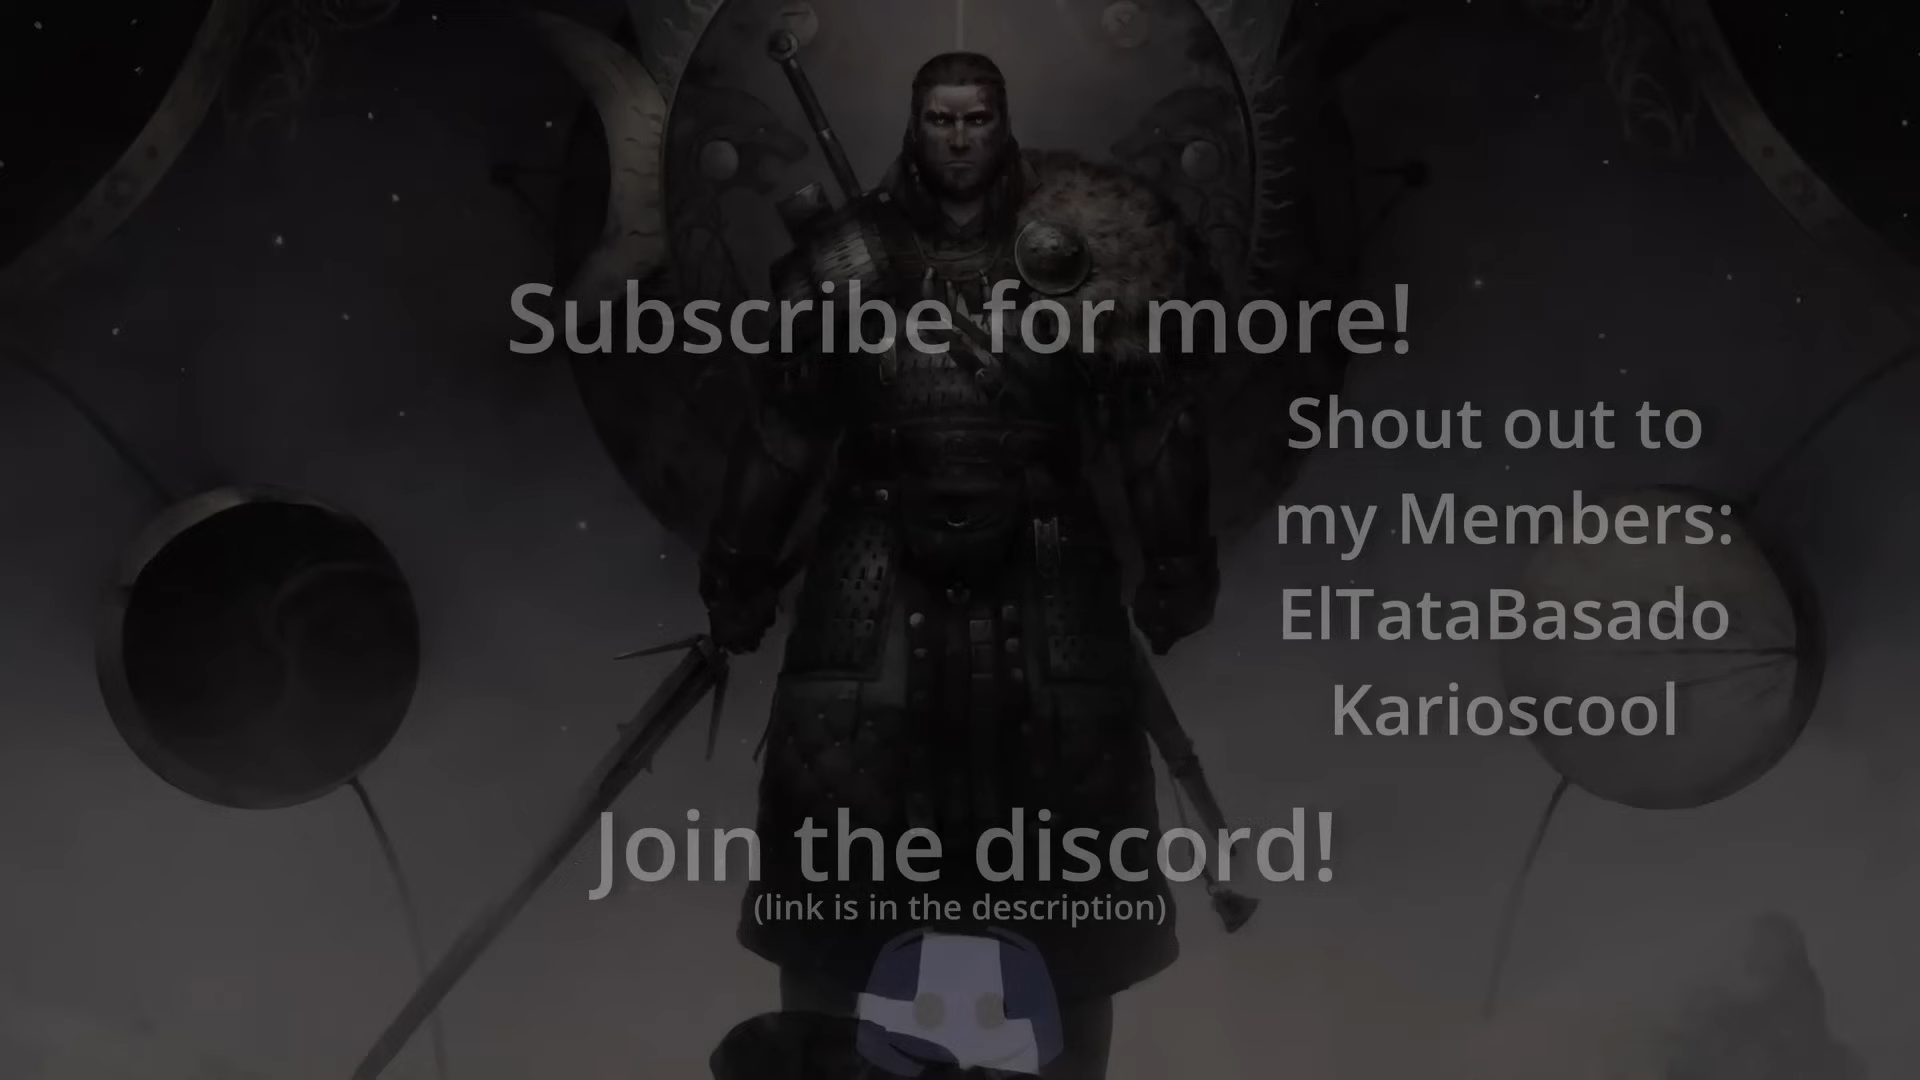 Subscribe for more!
Shout out to
my Members:
ElTataBasado
Karioscool
Join the discord!
(link is in the description)